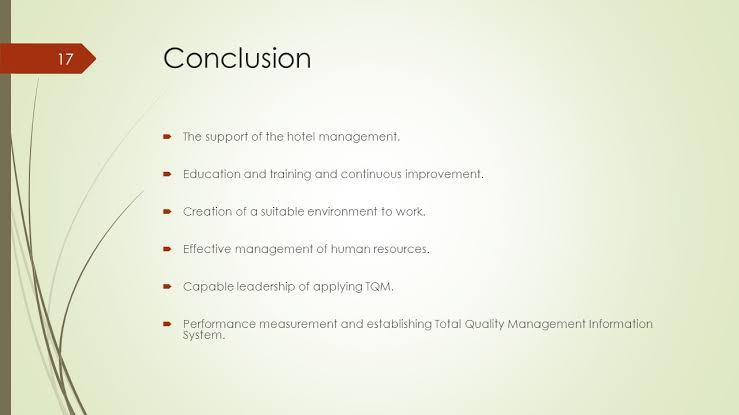 17
Conclusion
The support of the hotel management.
Education and training and continuous improvement.
Creation of a suitable environment to work.
Effective management of human resources.
Capable leadership of applying TQM.
Performance measurement and establishing Total Quality Management Information
System.